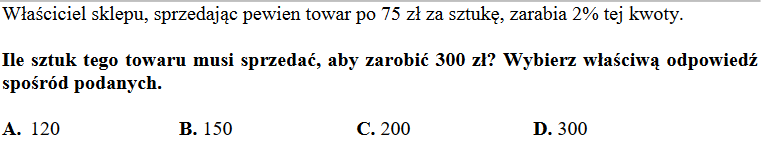 Właściciel sklepu, sprzedając pewien towar po 75 zł za sztukę, zarabia 2% tej kwoty.
Ile sztuk tego towaru musi sprzedać, aby zarobić 300 zł? Wybierz właściwą odpowiedź
spośród podanych.
A. 120 B. 150 C. 200 D. 300